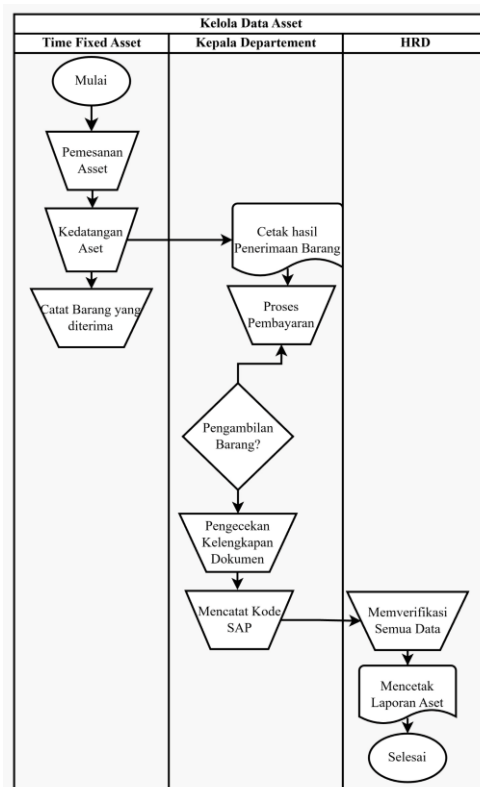 Kelola Data Asset
Time Fixed Asset
Kepala Departement
HRD
Mulai
Pemesanan
Asset
Kedatangan
Aset
Cetak hasil
Penerimaan Barang
Catat Barang yang
diterima
Proses
Pembayaran
Pengambilan
Barang?
Pengecekan
Kelengkapan
Dokumen
Mencatat Kode
SAP
Memverifikasi
Semua Data
Mencetak
Laporan Aset
Selesai